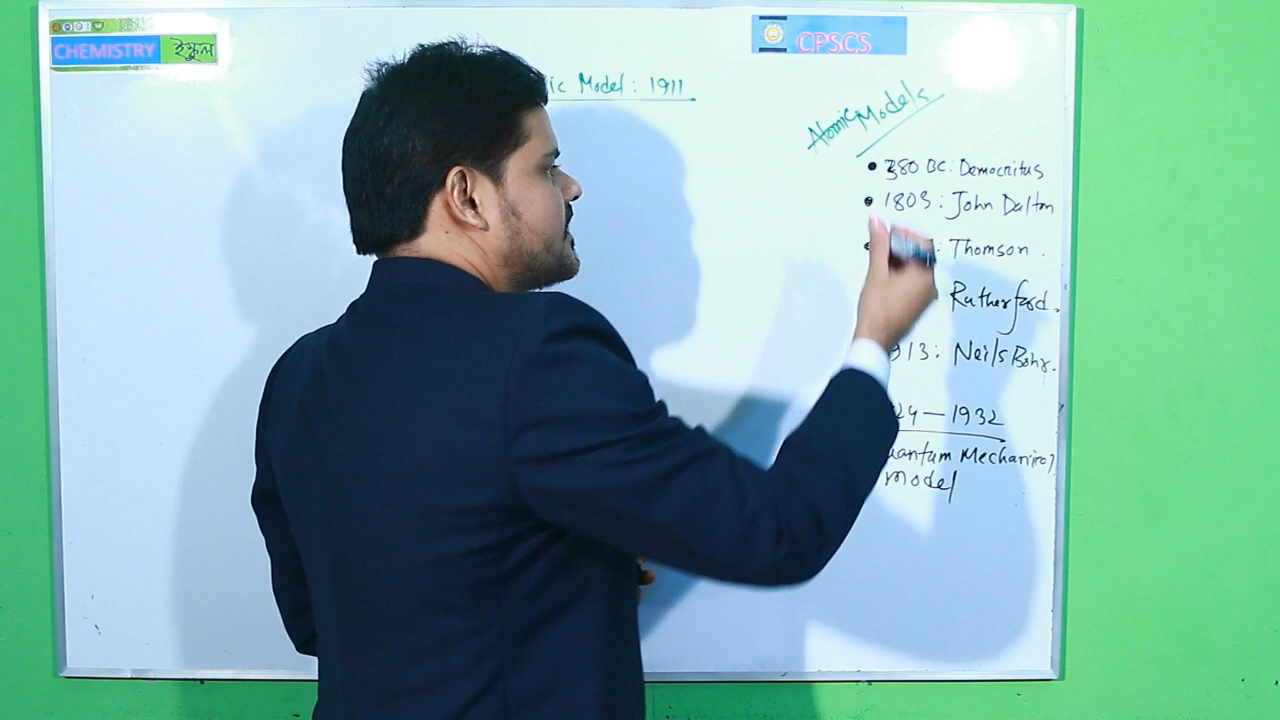 CHEMISTRY ইস্কুল
CPSCS
ic Model : 1911
Atomic Models
380 BC: Democritus
1803 : John Dalton
: Thomson .
Rutherford.
913: Neils Bohr.
24 — 1932
uantum Mechanical
model